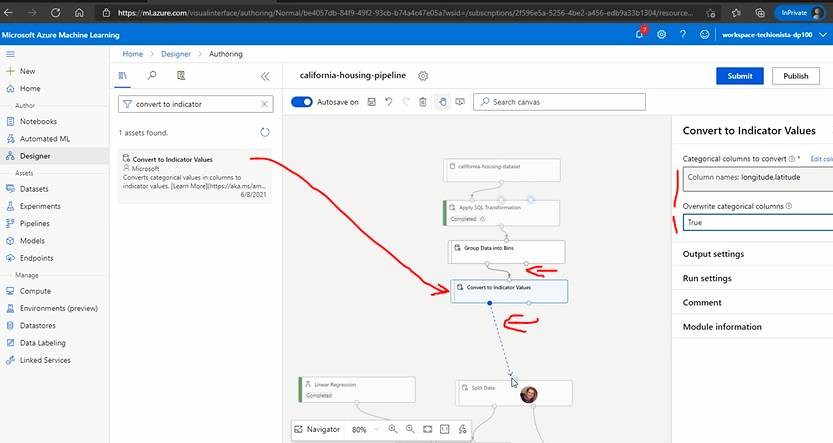 InPrivate
https://ml.azure.com/visualinterface/authoring/Normal/be4057db-84f9-49f2-93cb-b74a4c47e05a?wsid=/subscriptions/2f596e5a-5256-4be2-a456-edb9a33b1304/resource...
Microsoft Azure Machine Learning
7
workspace-techionista-dp100
Home > Designer > Authoring
New
Home
Author
Notebooks
Automated ML
Designer
Assets
Datasets
Experiments
Pipelines
Models
Endpoints
Manage
Compute
Environments (preview)
Datastores
Data Labeling
Linked Services
convert to indicator
1 assets found.
Convert to Indicator Values
Microsoft
Converts categorical values in columns to
indicator values. [Learn More](https://aka.ms/am...
6/8/2021
california-housing-pipeline
Submit
Publish
Autosave on
Search canvas
california-housing-dataset
Apply SQL Transformation
Completed
Group Data into Bins
Convert to Indicator Values
Linear Regression
Completed
Split Data
Navigator
80%
Convert to Indicator Values
Categorical columns to convert * Edit colu
Column names: longitude,latitude
Overwrite categorical columns
True
Output settings
Run settings
Comment
Module information